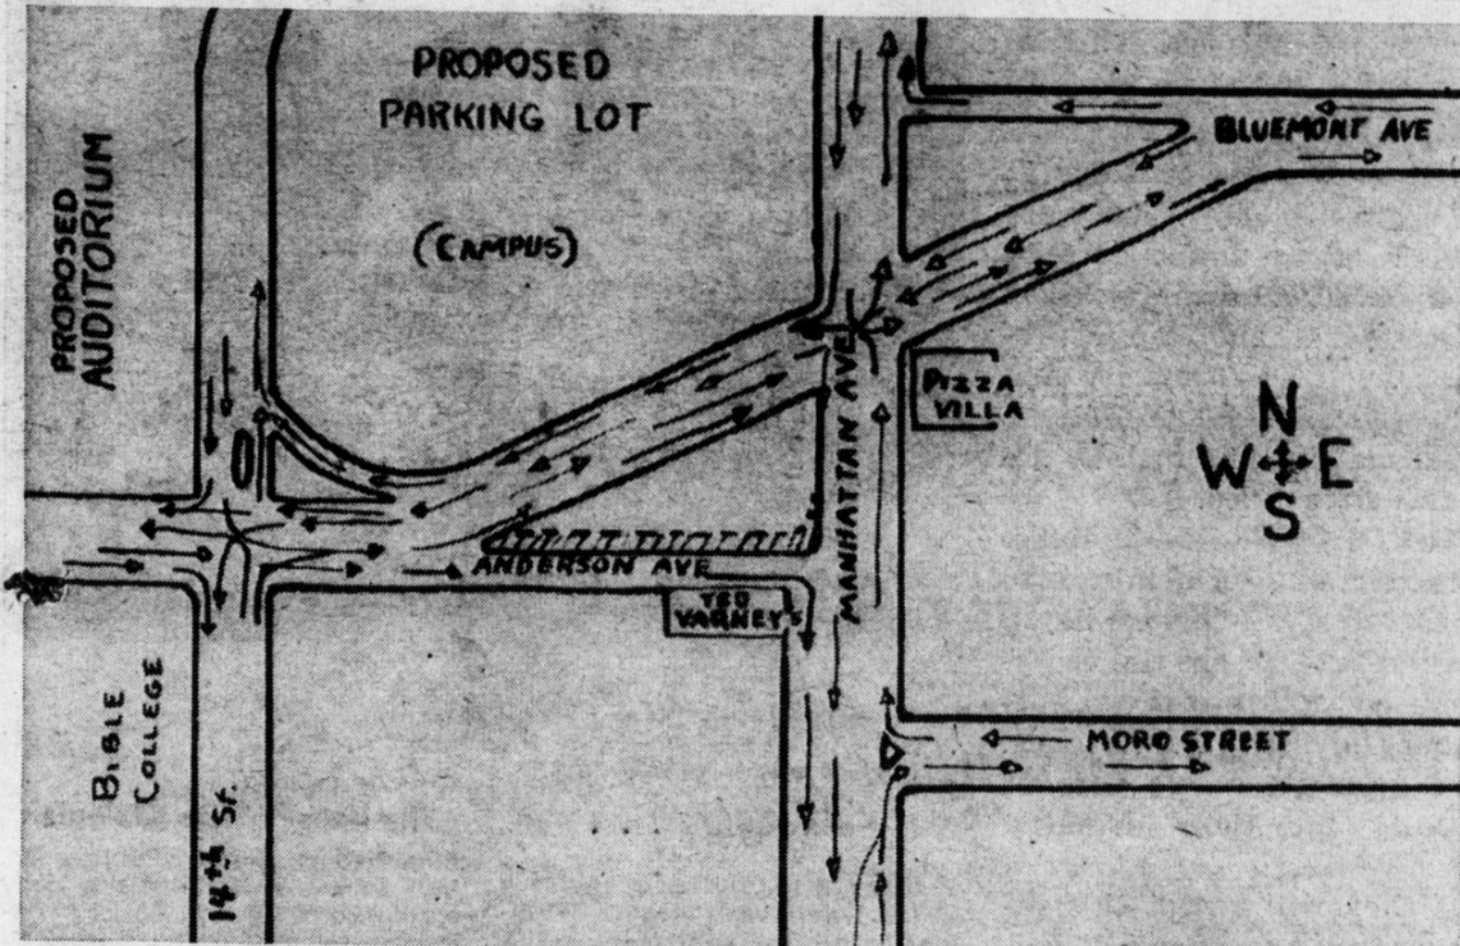 PROPOSED
PARKING LOT
(CAMPUS)
PROPOSED
AUDITORIUM
BLUEMONT AVE
MANHATTAN AVE
PIZZA
VILLA
N
W E
S
ANDERSON AVE
TED
VARNEY'S
MORO STREET
BIBLE
COLLEGE
14th St.